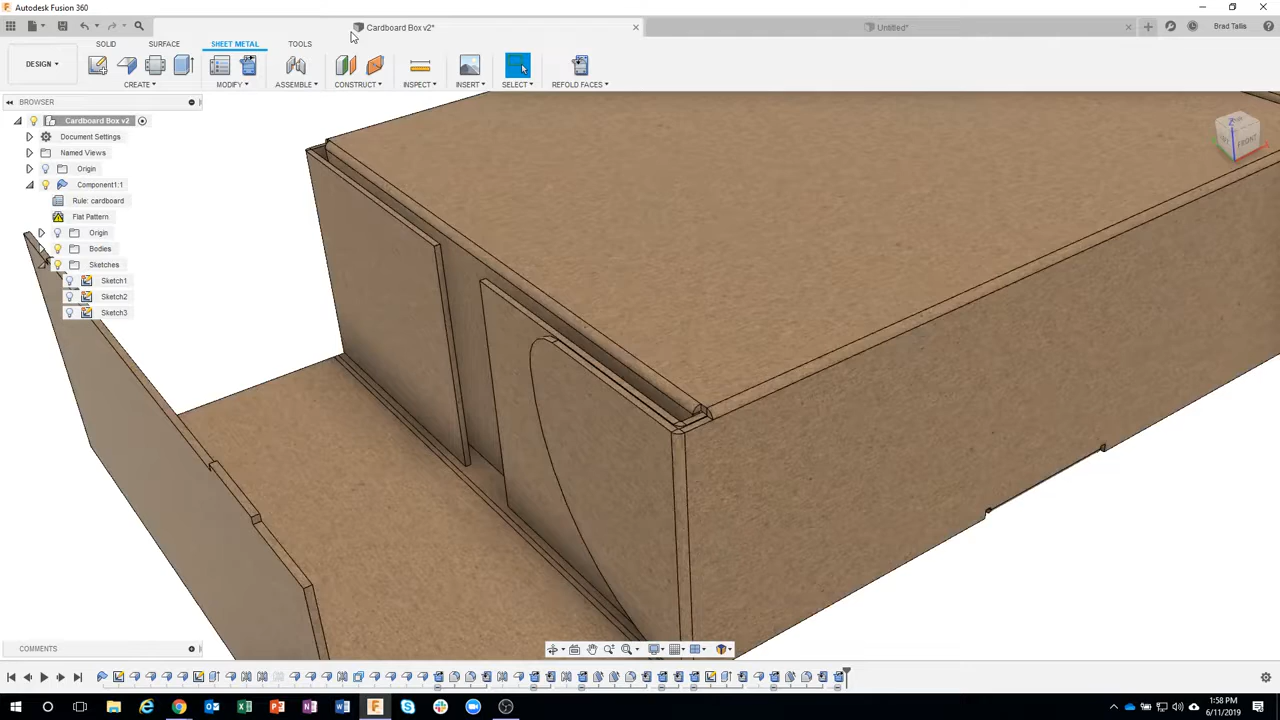 Autodesk Fusion 360
Cardboard Box v2*
Untitled*
Brad Tallis
SOLID
SURFACE
SHEET METAL
TOOLS
DESIGN
CREATE
MODIFY
ASSEMBLE
CONSTRUCT
INSPECT
INSERT
SELECT
REFOLD FACES
BROWSER
Cardboard Box v2
Document Settings
Named Views
Origin
Component1:1
Rule: cardboard
Flat Pattern
Origin
Bodies
Sketches
Sketch1
Sketch2
Sketch3
FRONT
COMMENTS
1:58 PM
6/11/2019